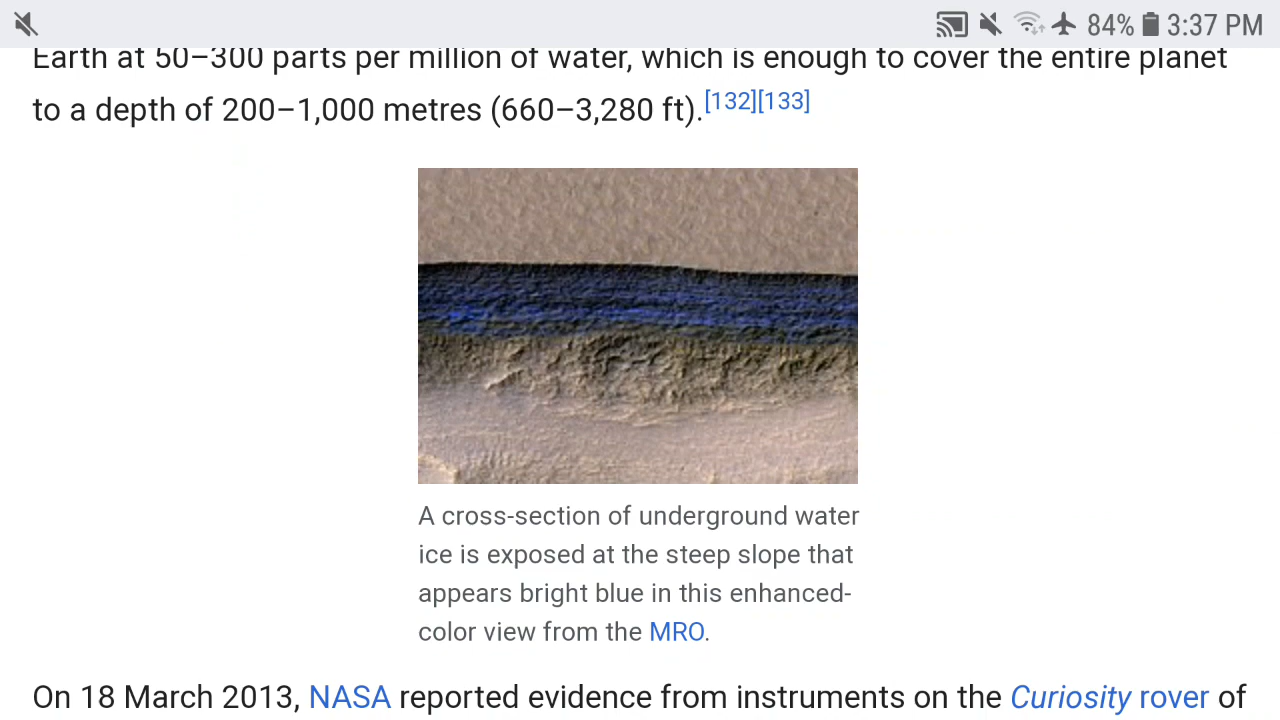 84% 3:37 PM
Earth at 50–300 parts per million of water, which is enough to cover the entire planet
to a depth of 200–1,000 metres (660–3,280 ft).[132][133]
A cross-section of underground water
ice is exposed at the steep slope that
appears bright blue in this enhanced-
color view from the MRO.
On 18 March 2013, NASA reported evidence from instruments on the Curiosity rover of